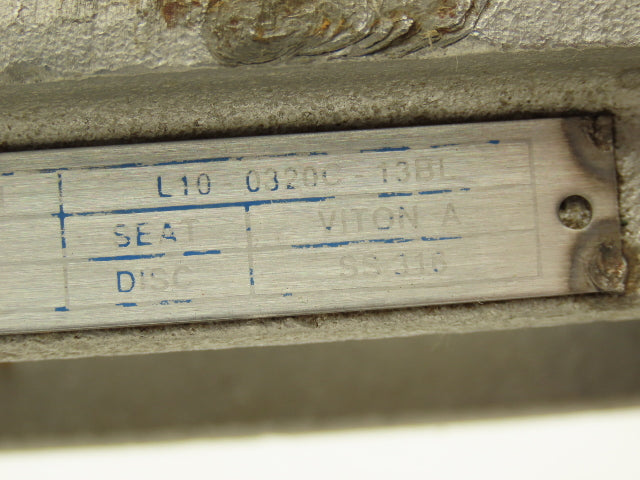 L10-0320C 13BL
SEAT VITON A
DISC SS 316